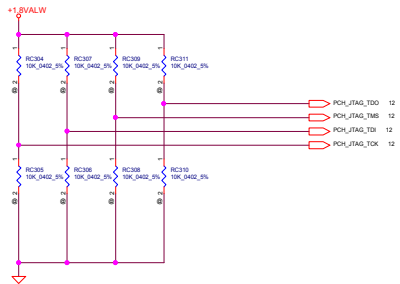 +1.8VALW
1 1 1 1
RC304 RC307 RC309 RC311
10K_0402_5% 10K_0402_5% 10K_0402_5% 10K_0402_5%
2 2 2 2
@ @ @ @
PCH_JTAG_TDO 12
PCH_JTAG_TMS 12
PCH_JTAG_TDI 12
PCH_JTAG_TCK 12
1 1 1 1
RC305 RC306 RC308 RC310
10K_0402_5% 10K_0402_5% 10K_0402_5% 10K_0402_5%
2 2 2 2
@ @ @ @